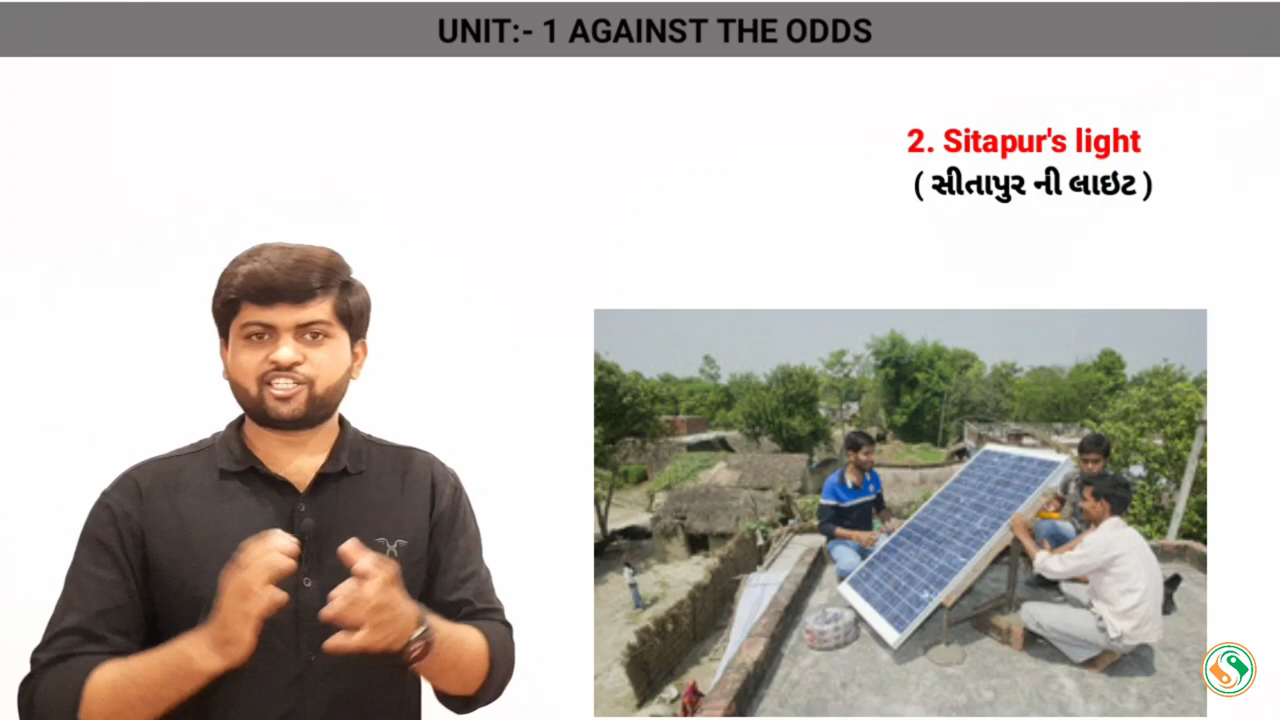 UNIT:- 1 AGAINST THE ODDS
2. Sitapur's light
( સીતાપુર ની લાઇટ )